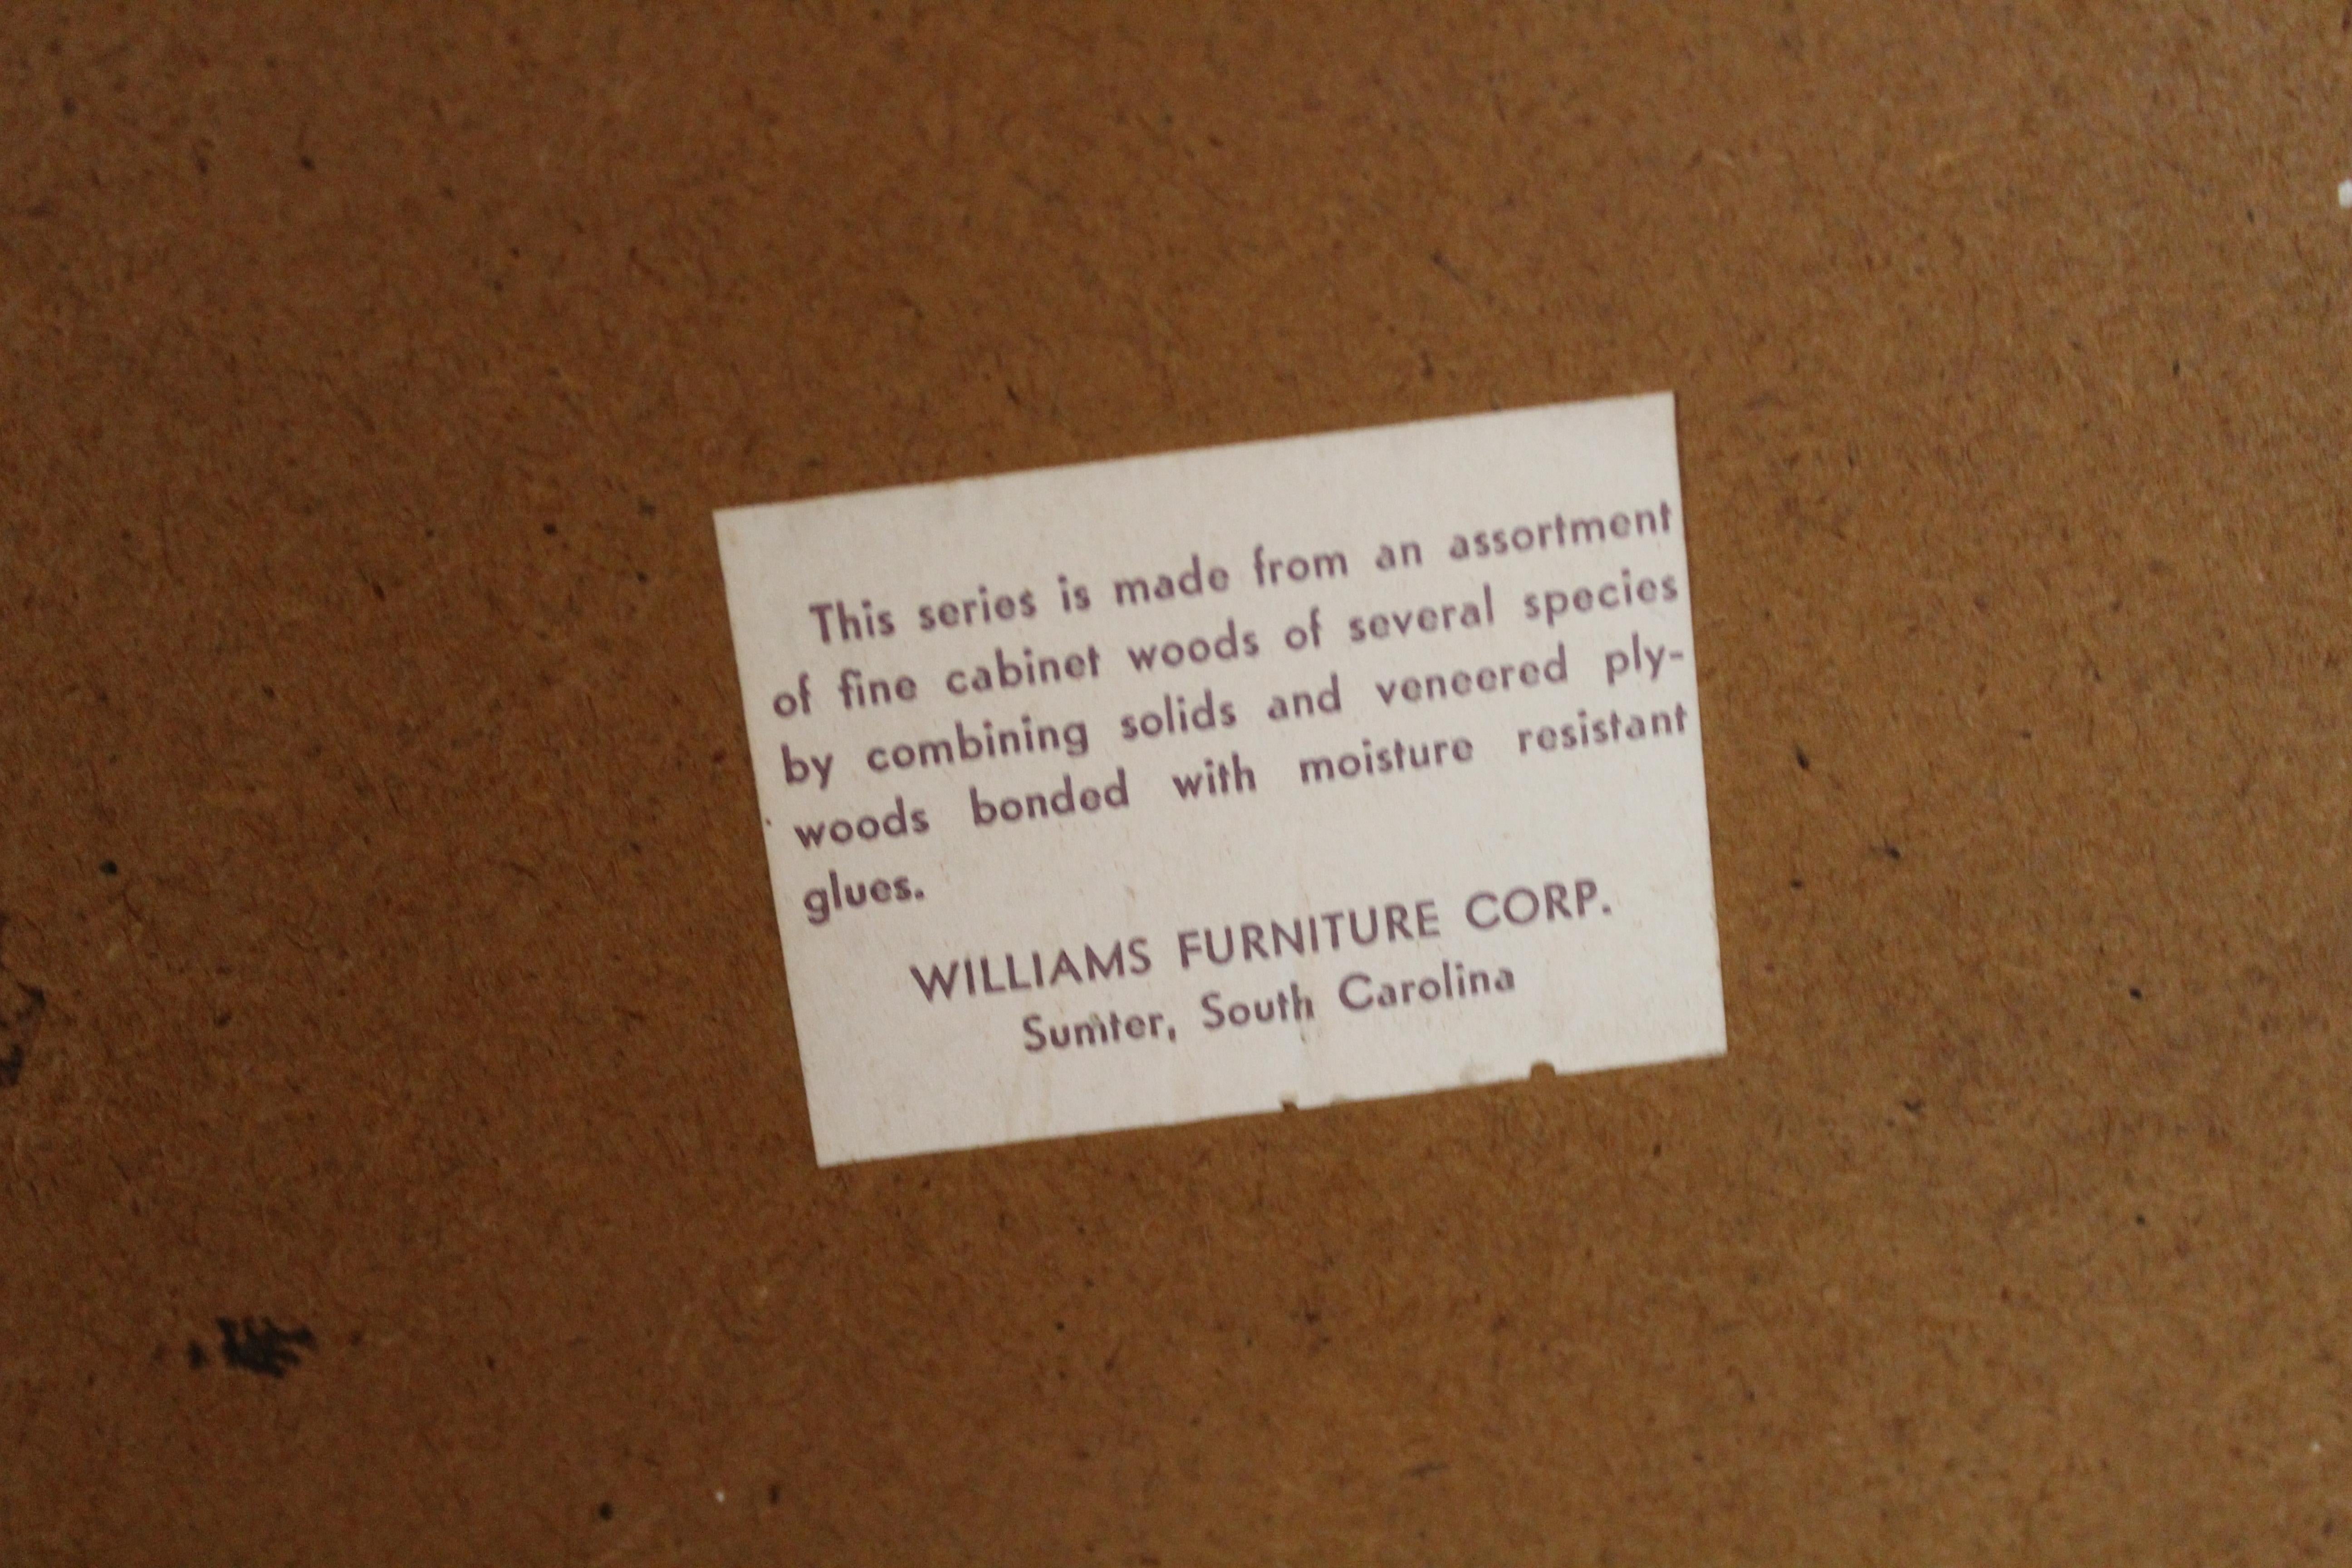 This series is made from an assortment
of fine cabinet woods of several species
by combining solids and veneered ply-
woods bonded with moisture resistant
glues.
WILLIAMS FURNITURE CORP.
Sumter, South Carolina